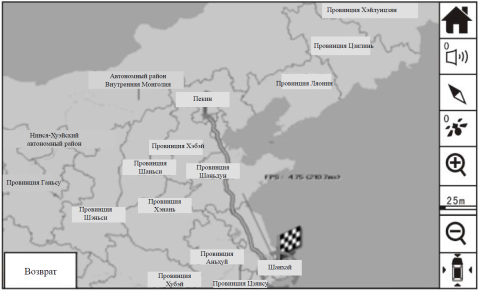 Провинция Хэйлунцзян
0
Провинция Цзилинь
Автономный район
Внутренняя Монголия
Провинция Ляонин
Пекин
0
Нинся-Хуэйский
автономный район
Провинция Хэбэй
Провинция
Шаньси
Провинция
Шаньдун
FPS : 4.75 (210.7ms)
Провинция Ганьсу
25m
Провинция
Хэнань
Провинция
Шэньси
Провинция
Аньхуй
Шанхай
Возврат
Провинция
Хубэй
Провинция Цзянсу